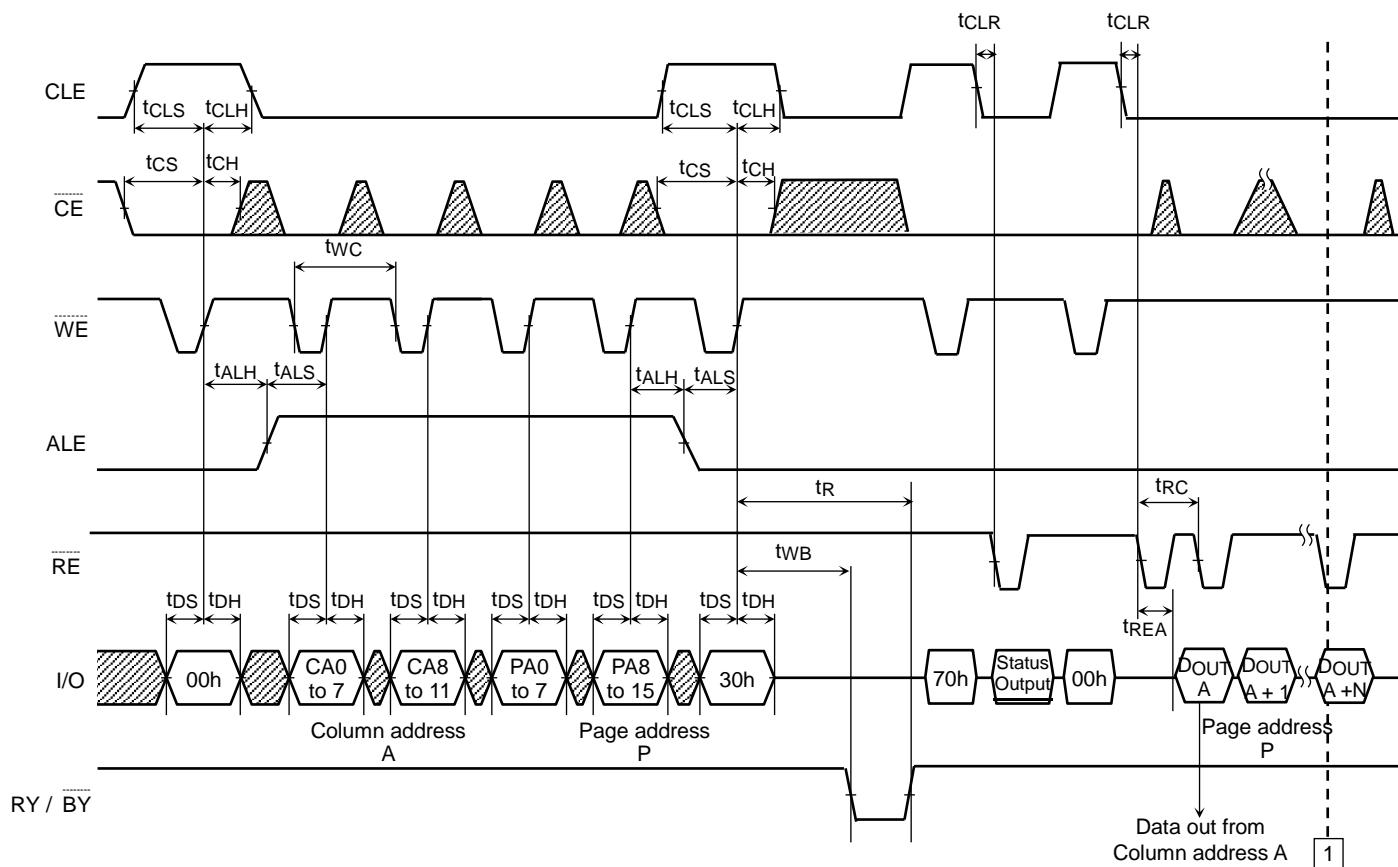 tCLR tCLR
CLE
tCLS tCLH tCLS tCLH
tCS tCH tCS tCH
CE
tWC
WE
tALH tALS tALH tALS
ALE
tR tRC
RE
tWB
tDS tDH tDS tDH tDS tDH tDS tDH tDS tDH tDS tDH
tREA
I/O
00h
CA0
to 7
CA8
to 11
PA0
to 7
PA8
to 15
30h
70h
Status
Output
00h
DOUT
A
DOUT
A + 1
DOUT
A +N
Column address
A
Page address
P
Page address
P
RY / BY
Data out from
Column address A
1